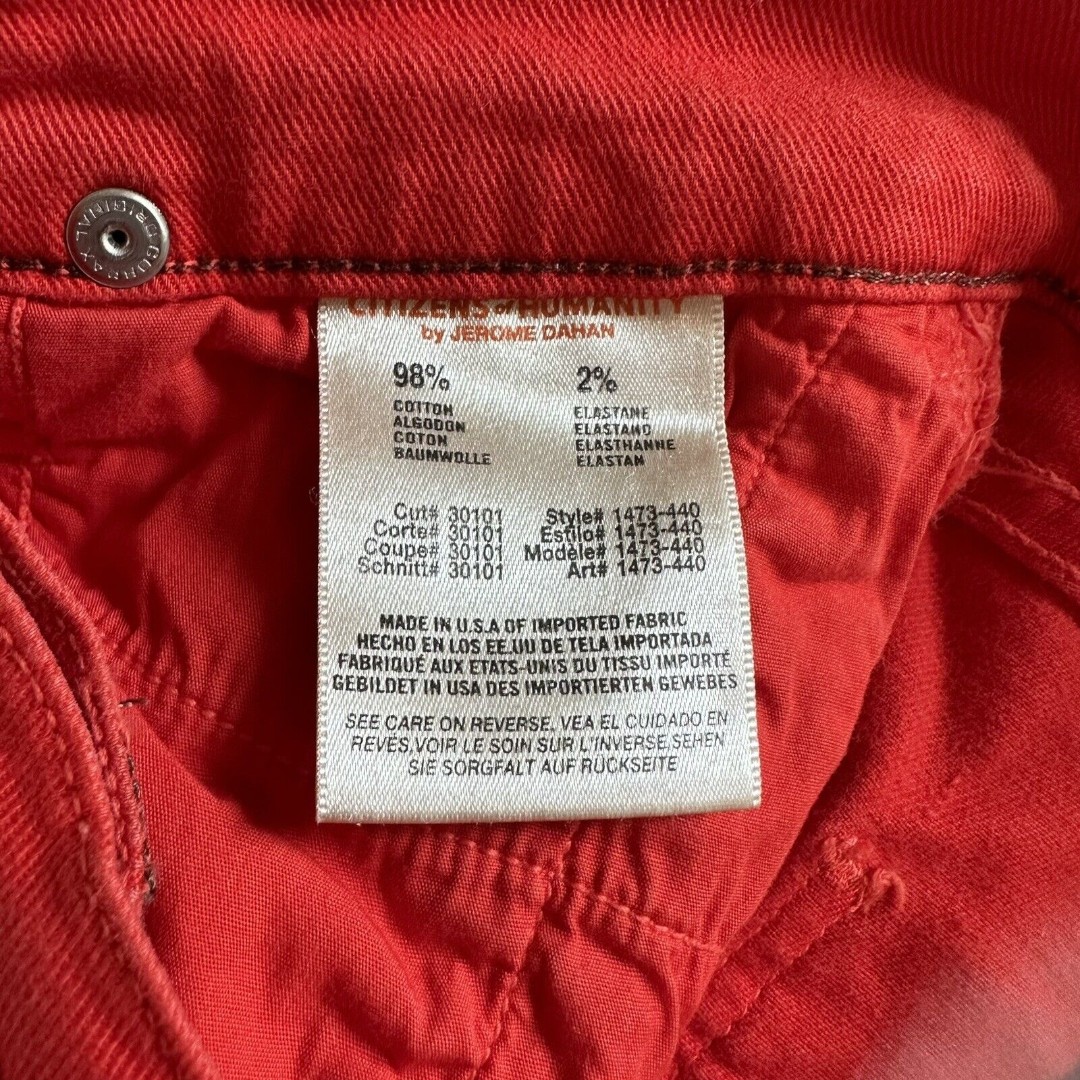 ORIGINAL
CITIZENS of HUMANITY
by JEROME DAHAN
98%
COTTON
ALGODON
COTON
BAUMWOLLE
2%
ELASTANE
ELASTANO
ELASTHANNE
ELASTAN
Cut# 30101
Corte# 30101
Coupe# 30101
Schnitt# 30101
Style# 1473-440
Estilo# 1473-440
Modèle# 1473-440
Art# 1473-440
MADE IN U.S.A OF IMPORTED FABRIC
HECHO EN LOS EE.UU DE TELA IMPORTADA
FABRIQUÉ AUX ETATS-UNIS DU TISSU IMPORTÉ
GEBILDET IN USA DES IMPORTIERTEN GEWEBES
SEE CARE ON REVERSE. VEA EL CUIDADO EN
REVÉS.VOIR LE SOIN SUR L'INVERSE.SEHEN
SIE SORGFALT AUF RÜCKSEITE